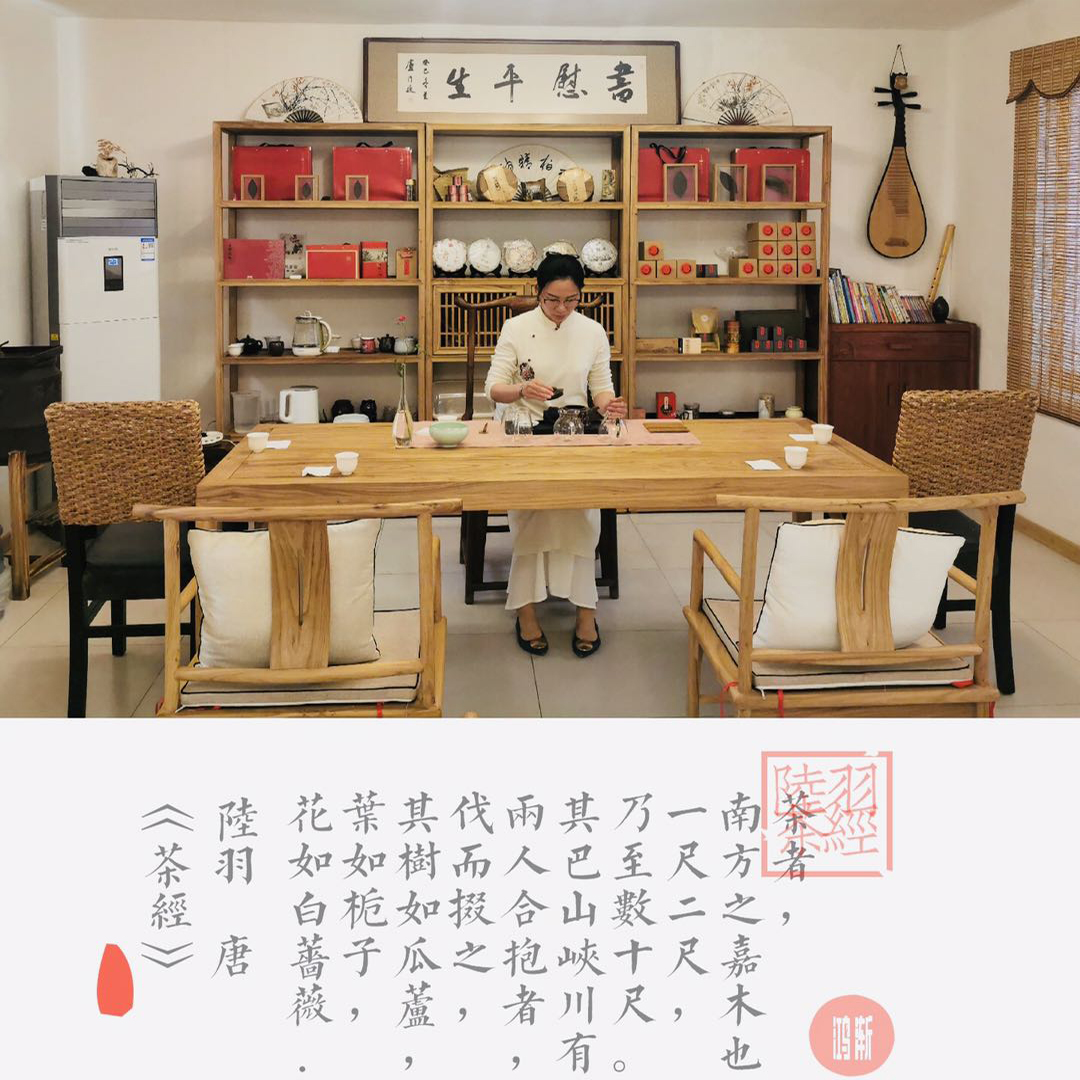 書慰平生
陸羽
茶經
茶者，
南方之嘉木也
一尺二尺，
乃至數十尺。
其巴山峽川有
兩人合抱者，
伐而掇之，
其樹如瓜蘆，
葉如栀子，
花如白薔薇.
陸羽 唐
《茶經》
鸿渐